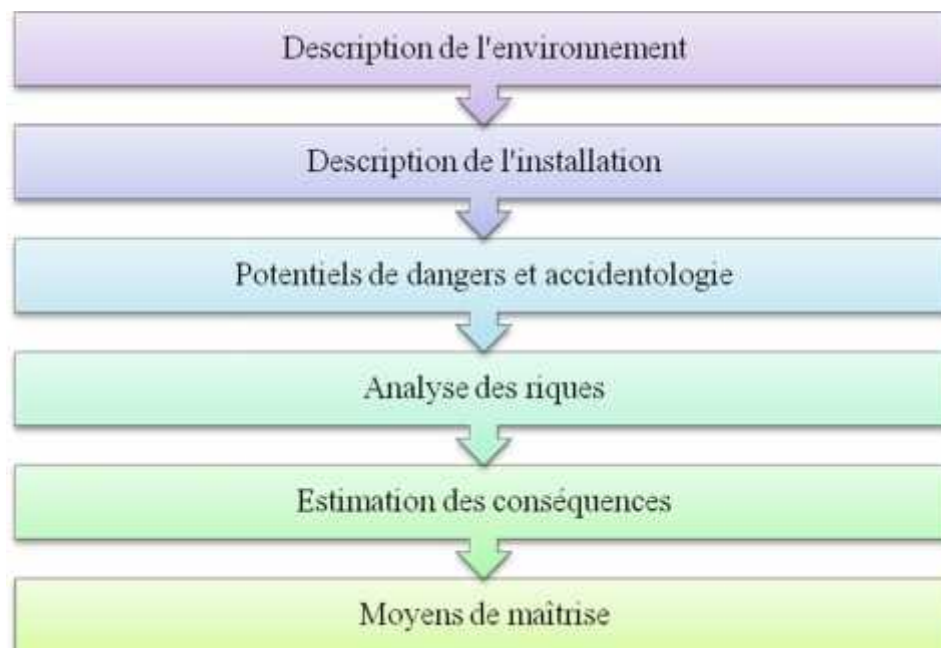 Description de l'environnement
Description de l'installation
Potentiels de dangers et accidentologie
Analyse des riques
Estimation des conséquences
Moyens de maîtrise